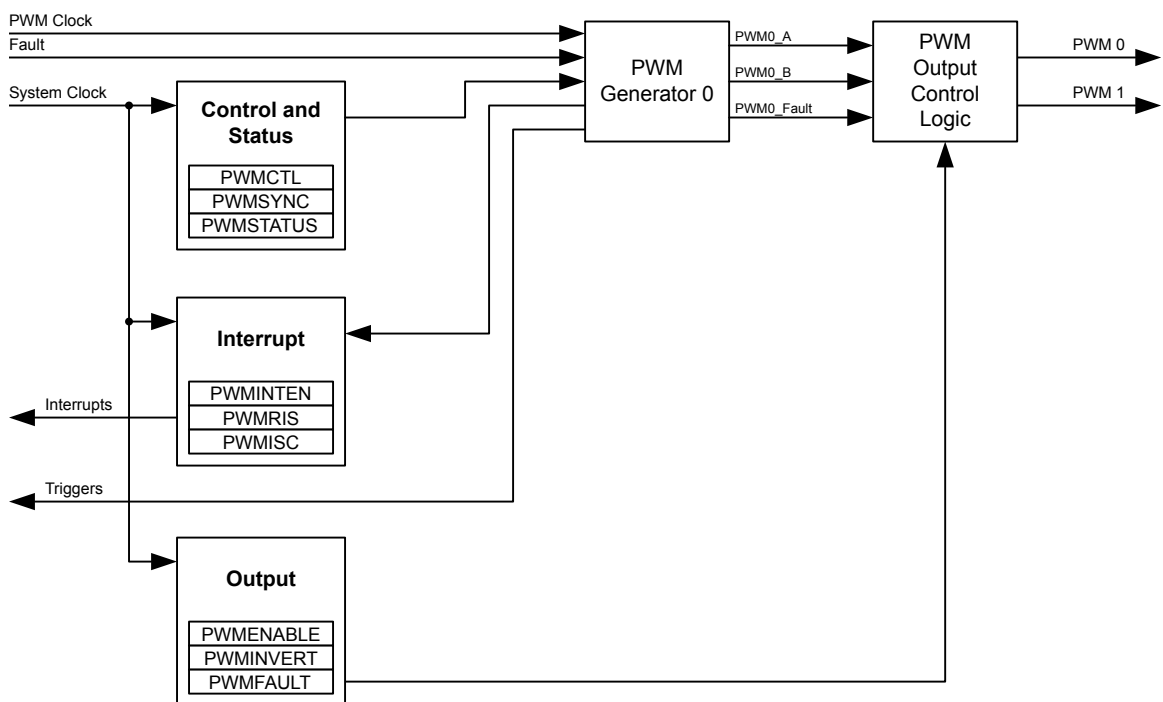 PWM Clock
Fault
System Clock
Control and
Status
PWMCTL
PWMSYNC
PWMSTATUS
Interrupt
PWMINTEN
PWMRIS
PWMISC
Interrupts
Triggers
Output
PWMENABLE
PWMINVERT
PWMFAULT
PWM
Generator 0
PWM0_A
PWM0_B
PWM0_Fault
PWM
Output
Control
Logic
PWM 0
PWM 1